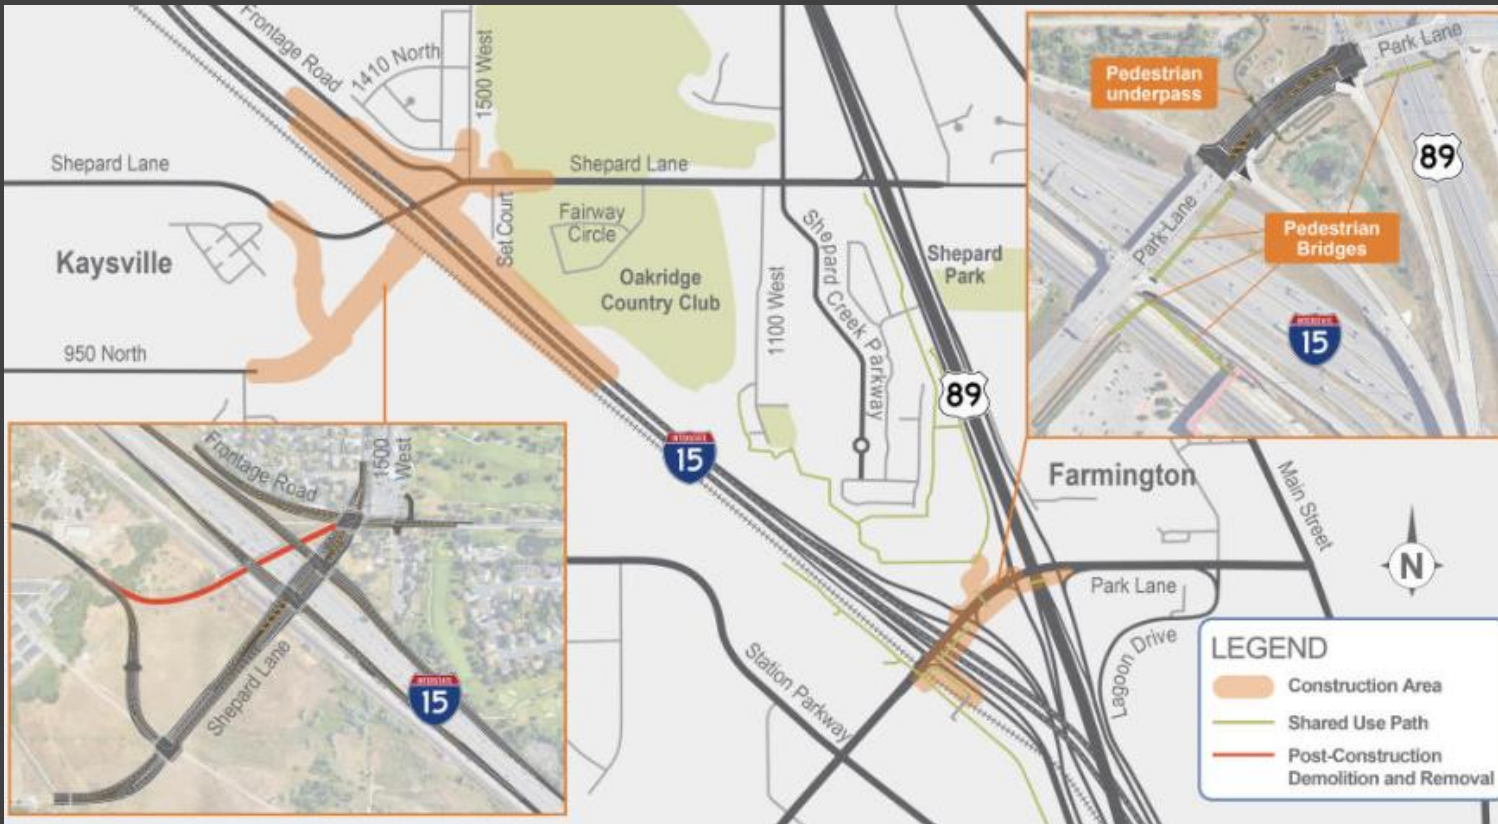 Frontage Road
1410 North
1500 West
Shepard Lane
Shepard Lane
Set Court
Fairway
Circle
Kaysville
Oakridge
Country Club
950 North
1100 West
Shepard Creek Parkway
Shepard
Park
89
INTERSTATE
15
Farmington
Main Street
Park Lane
Lagoon Drive
Station Parkway
N
Pedestrian
underpass
Park Lane
89
Park Lane
Pedestrian
Bridges
INTERSTATE
15
Frontage Road
1500
West
Shepard Lane
INTERSTATE
15
LEGEND
Construction Area
Shared Use Path
Post-Construction
Demolition and Removal